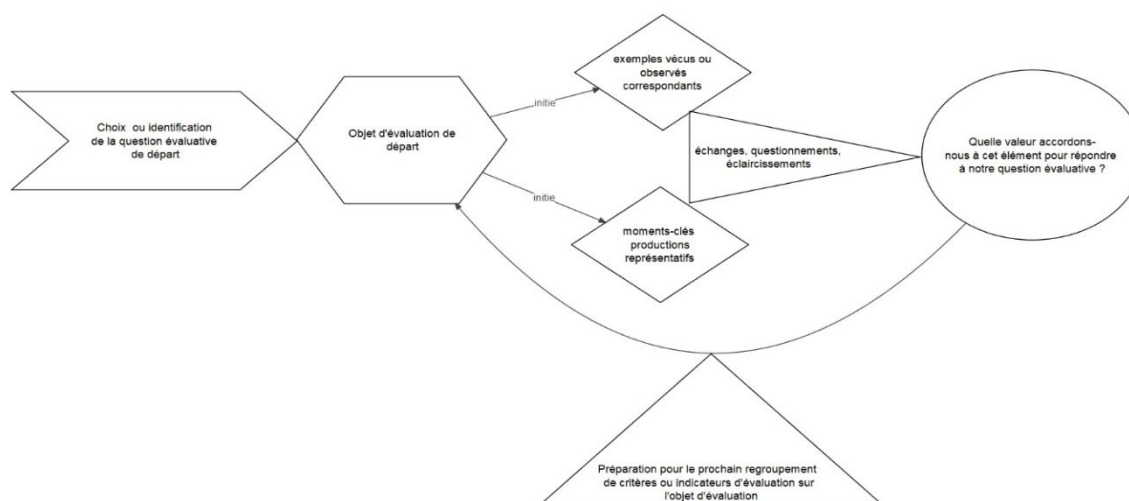 Choix ou identification
de la question évaluative
de départ
Objet d'évaluation de
départ
initie
exemples vécus ou
observés
correspondants
échanges, questionnements,
éclaircissements
initie
moments-clés
productions
représentatifs
Quelle valeur accordons-
nous à cet élément pour répondre
à notre question évaluative ?
Préparation pour le prochain regroupement
de critères ou indicateurs d'évaluation sur
l'objet d'évaluation